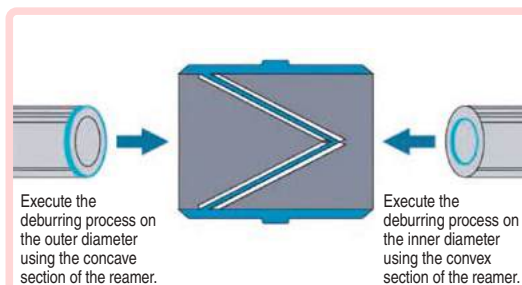 Execute the
deburring process on
the outer diameter
using the concave
section of the reamer.
Execute the
deburring process on
the inner diameter
using the convex
section of the reamer.